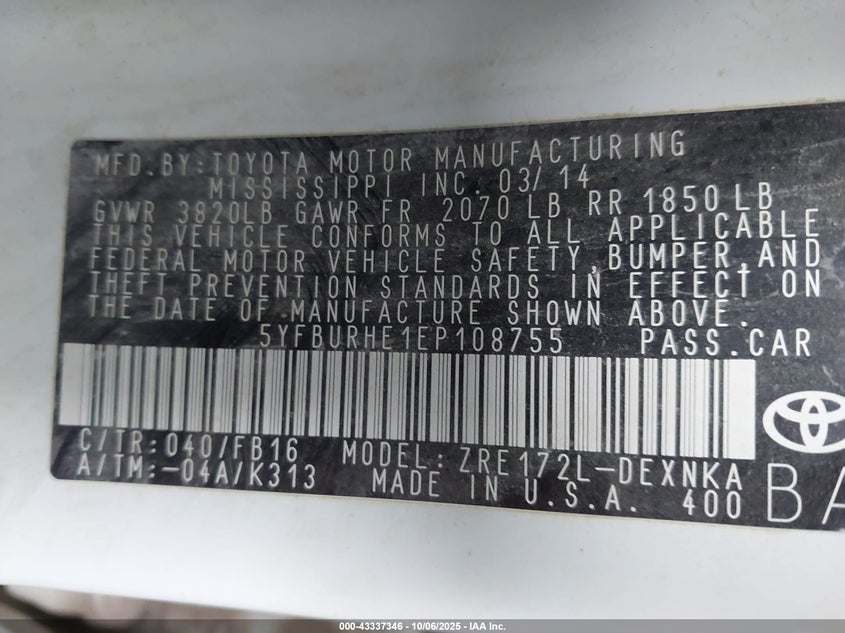 MFD.BY:TOYOTA MOTOR MANUFACTURING
MISSISSIPPI INC. 03/14
GVWR 3820LB GAWR FR 2070 LB RR 1850 LB
THIS VEHICLE CONFORMS TO ALL APPLICABLE
FEDERAL MOTOR VEHICLE SAFETY,BUMPER,AND
THEFT PREVENTION STANDARDS IN EFFECT ON
THE DATE OF MANUFACTURE SHOWN ABOVE.
5YFBURHE1EP108755 PASS.CAR
C/TR:040/FB16 MODEL:ZRE172L-DEXNKA
A/TM:-04A/K313 MADE IN U.S.A. 400
BA
000-43337346 - 10/06/2025 - IAA Inc.